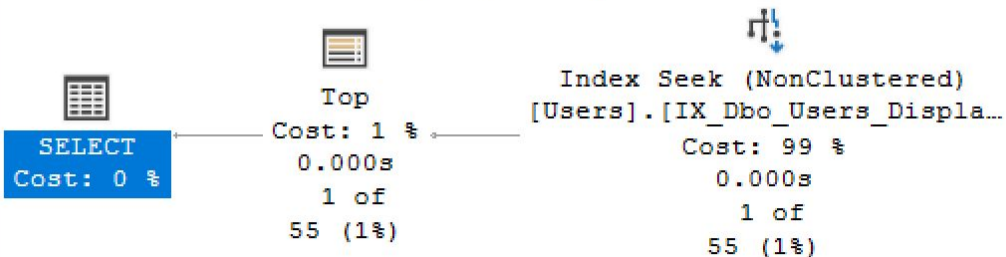 SELECT
Cost: 0 %
Top
Cost: 1 %
0.000s
1 of
55 (1%)
Index Seek (NonClustered)
[Users].[IX_Dbo_Users_Displa…
Cost: 99 %
0.000s
1 of
55 (1%)